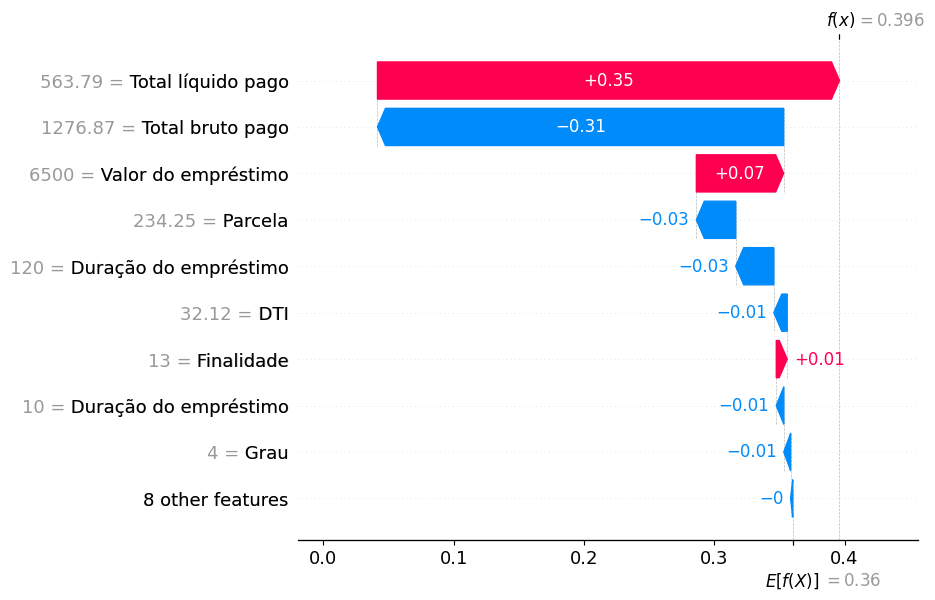 f(x) = 0.396
563.79 = Total líquido pago
+0.35
1276.87 = Total bruto pago
−0.31
6500 = Valor do empréstimo
+0.07
234.25 = Parcela
−0.03
120 = Duração do empréstimo
−0.03
32.12 = DTI
−0.01
13 = Finalidade
+0.01
10 = Duração do empréstimo
−0.01
4 = Grau
−0.01
8 other features
−0
0.0 0.1 0.2 0.3 0.4
E[f(X)] = 0.36